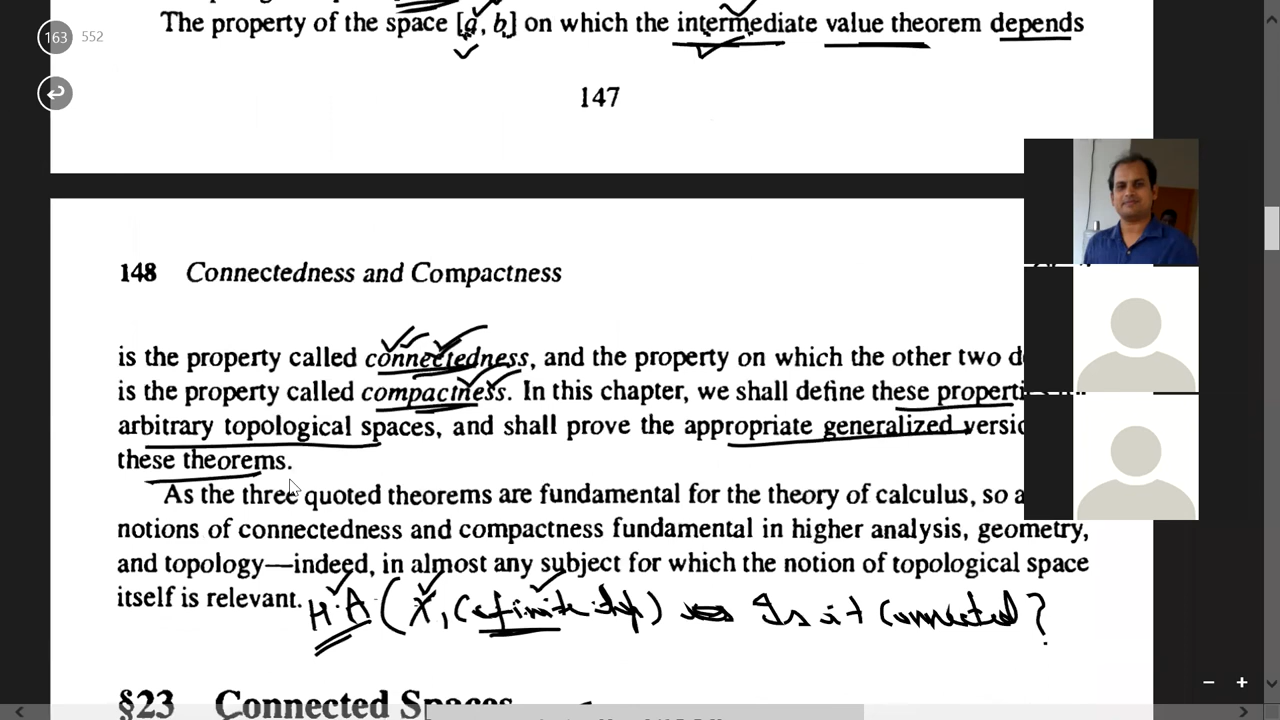 The property of the space [a, b] on which the intermediate value theorem depends
163 552
147
148 Connectedness and Compactness
is the property called connectedness, and the property on which the other two d
is the property called compactness. In this chapter, we shall define these properti
arbitrary topological spaces, and shall prove the appropriate generalized versio
these theorems.
As the three quoted theorems are fundamental for the theory of calculus, so a
notions of connectedness and compactness fundamental in higher analysis, geometry,
and topology—indeed, in almost any subject for which the notion of topological space
itself is relevant.
H.A (X, Cofinite top) Is it connected?
§23 Connected Spaces